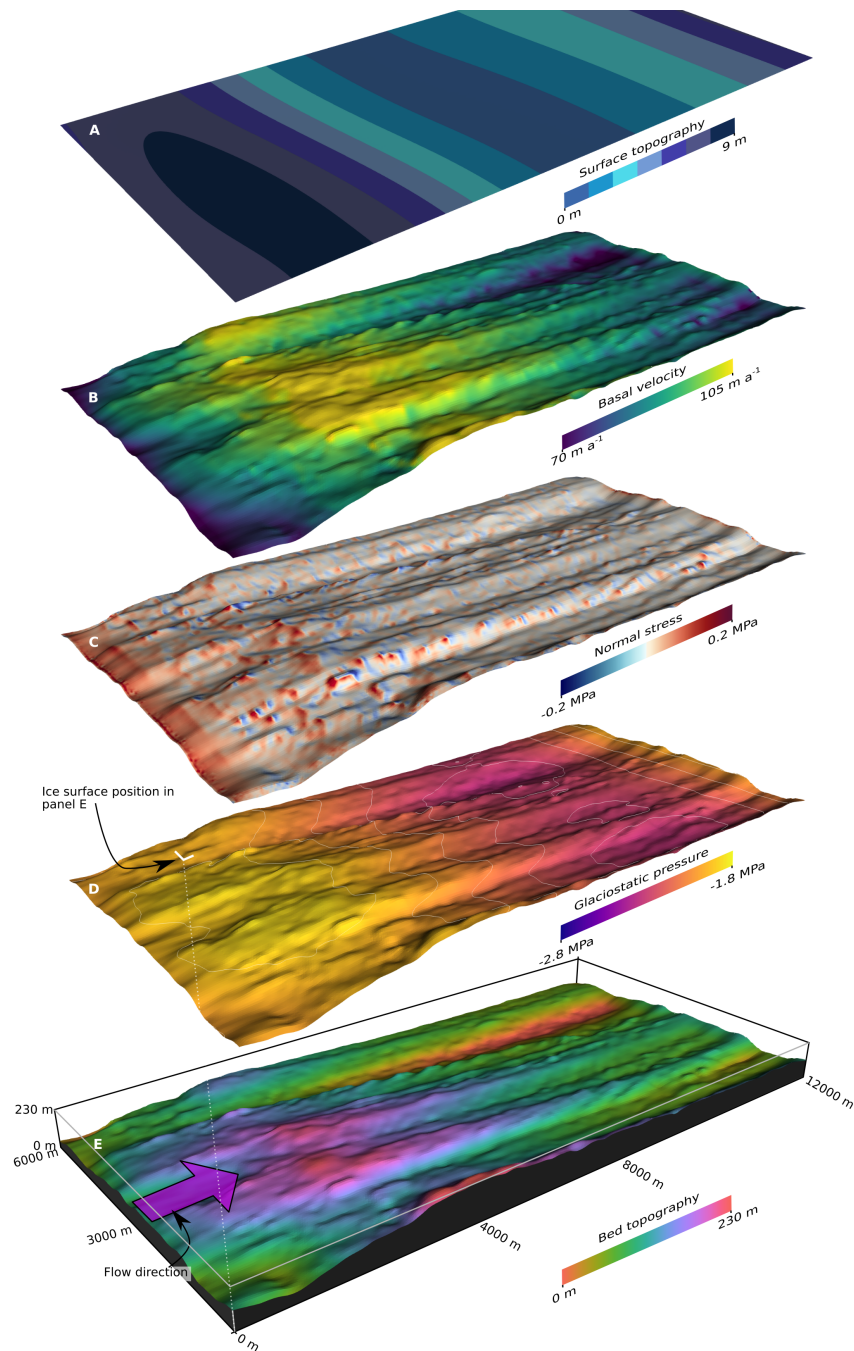 A
Surface topography
0 m
9 m
B
Basal velocity
70 m a⁻¹
105 m a⁻¹
C
Normal stress
-0.2 MPa
0.2 MPa
Ice surface position in
panel E
D
Glaciostatic pressure
-2.8 MPa
-1.8 MPa
230 m
0 m
6000 m
E
12000 m
8000 m
3000 m
4000 m
Flow direction
0 m
Bed topography
0 m
230 m